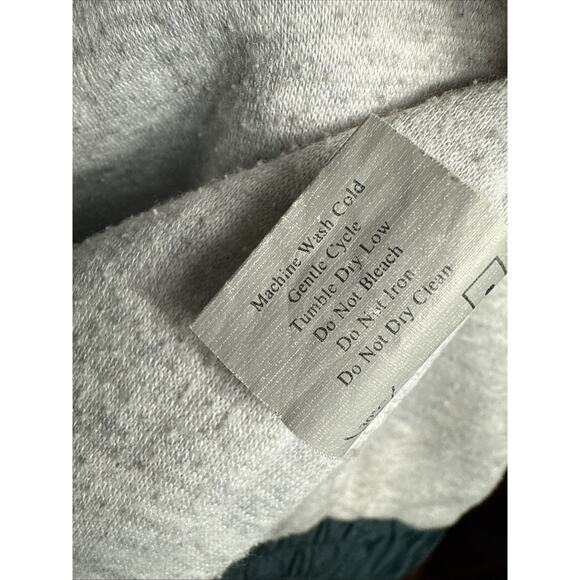 Machine Wash Cold
Gentle Cycle
Tumble Dry Low
Do Not Bleach
Do Not Iron
Do Not Dry Clean